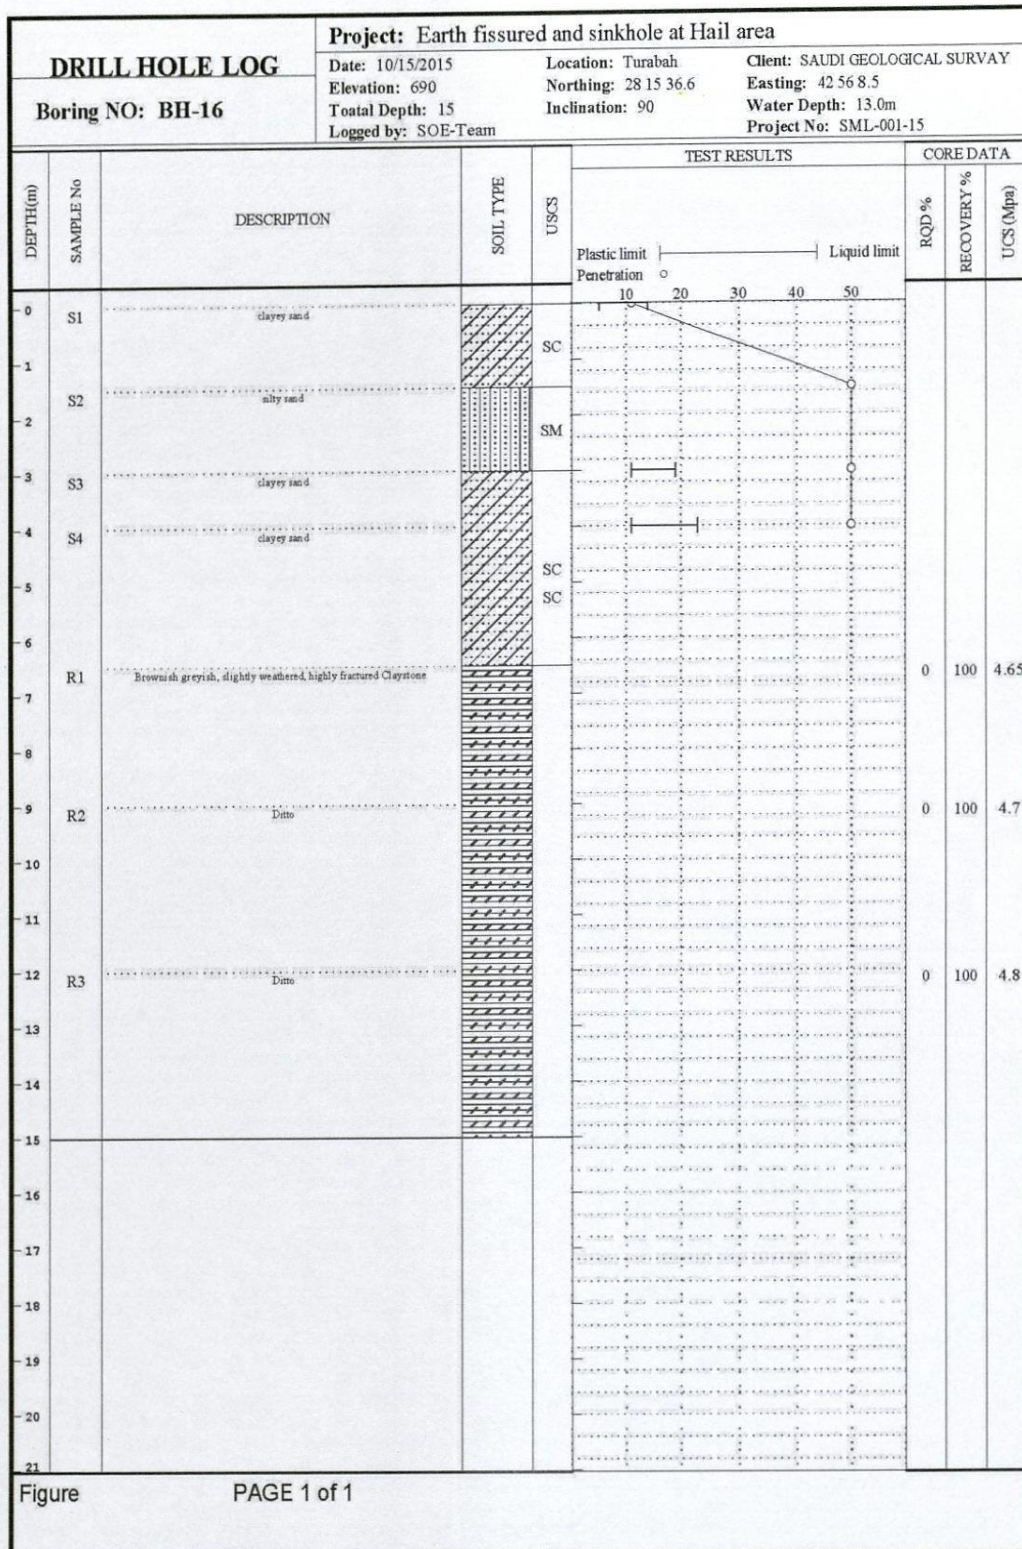 DRILL HOLE LOG
Boring NO: BH-16
Project: Earth fissured and sinkhole at Hail area
Date: 10/15/2015 Location: Turabah Client: SAUDI GEOLOGICAL SURVAY
Elevation: 690 Northing: 28 15 36.6 Easting: 42 56 8.5
Toatal Depth: 15 Inclination: 90 Water Depth: 13.0m
Logged by: SOE-Team Project No: SML-001-15
DEPTH(m) SAMPLE No DESCRIPTION SOIL TYPE USCS TEST RESULTS CORE DATA
RQD % RECOVERY % UCS (Mpa)
Plastic limit Liquid limit
Penetration
10 20 30 40 50
0
S1 clayey sand
SC
1
S2 silty sand
2
SM
3
S3 clayey sand
4
S4 clayey sand
SC
5
SC
6
R1 Brownish greyish, slightly weathered, highly fractured Claystone 0 100 4.65
7
8
9
R2 Ditto 0 100 4.7
10
11
12
R3 Ditto 0 100 4.8
13
14
15
16
17
18
19
20
21
Figure PAGE 1 of 1